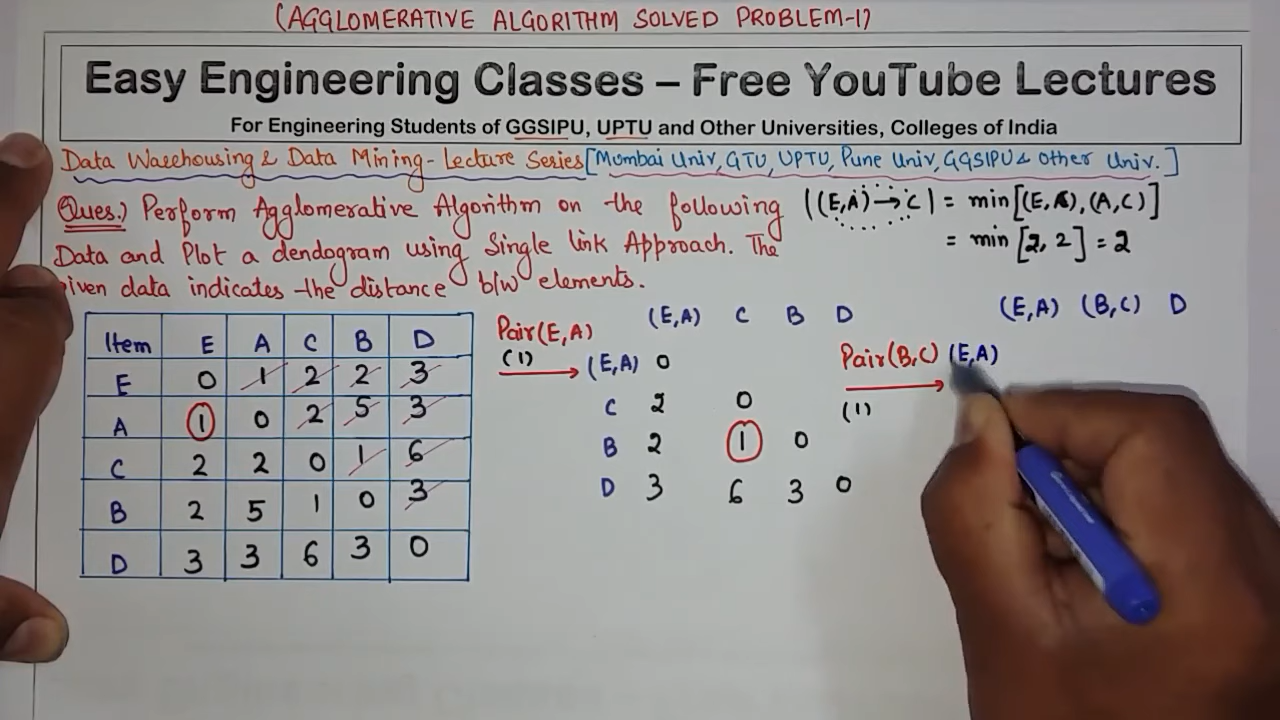 (AGGLOMERATIVE ALGORITHM SOLVED PROBLEM-1)
Easy Engineering Classes – Free YouTube Lectures
For Engineering Students of GGSIPU, UPTU and Other Universities, Colleges of India
Data Warehousing & Data Mining - Lecture Series [Mumbai Univ, GTU, UPTU, Pune Univ, GGSIPU & Other Univ.]
Ques.) Perform Agglomerative Algorithm on the following
Data and Plot a dendogram using Single link Approach. The
iven data indicates the distance b/w elements.
|(E,A) → C| = min[(E, ), (A,C)]
= min [2, 2] = 2
Item E A C B D
E 0 1 2 2 3
A 1 0 2 5 3
C 2 2 0 1 6
B 2 5 1 0 3
D 3 3 6 3 0
Pair(E,A)
(1)
(E,A) C B D
(E,A) 0
C 2 0
B 2 1 0
D 3 6 3 0
Pair(B,C)
(1)
(E,A) (B,C) D
(E,A)